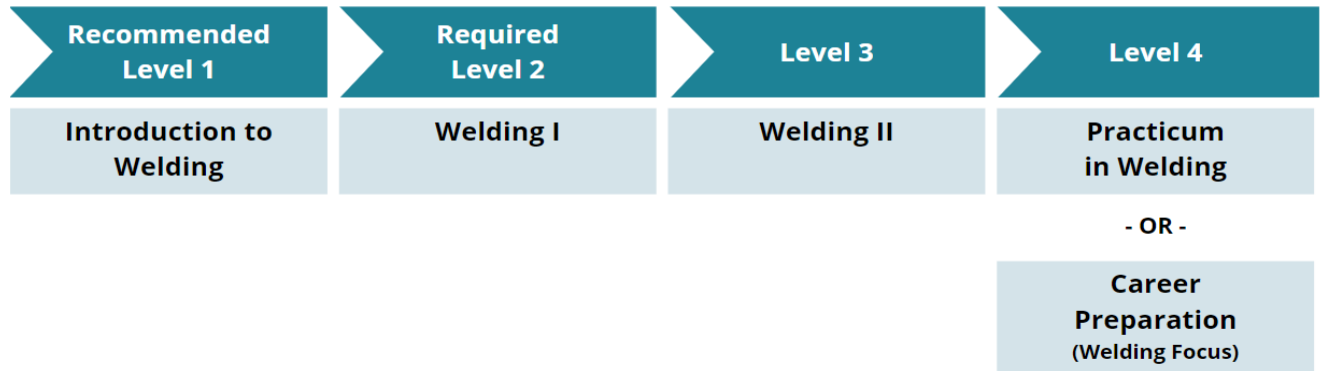 Recommended
Level 1
Required
Level 2
Level 3
Level 4
Introduction to
Welding
Welding I
Welding II
Practicum
in Welding
- OR -
Career
Preparation
(Welding Focus)